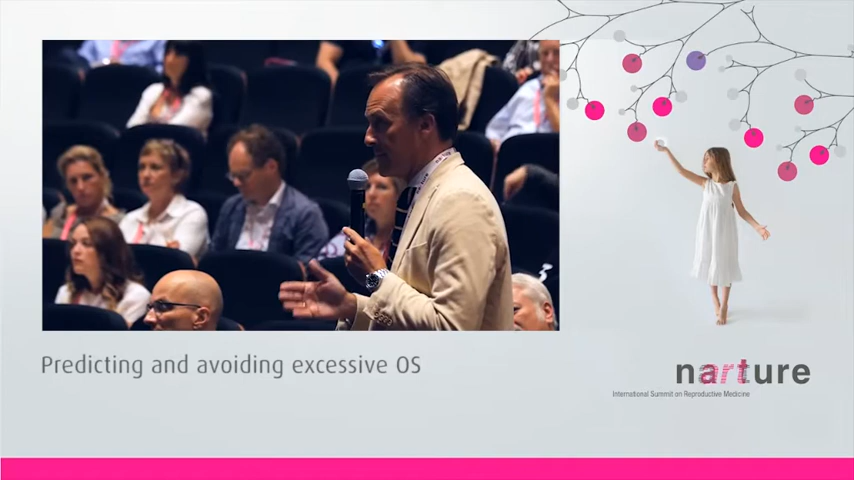 Predicting and avoiding excessive OS
narture
International Summit on Reproductive Medicine